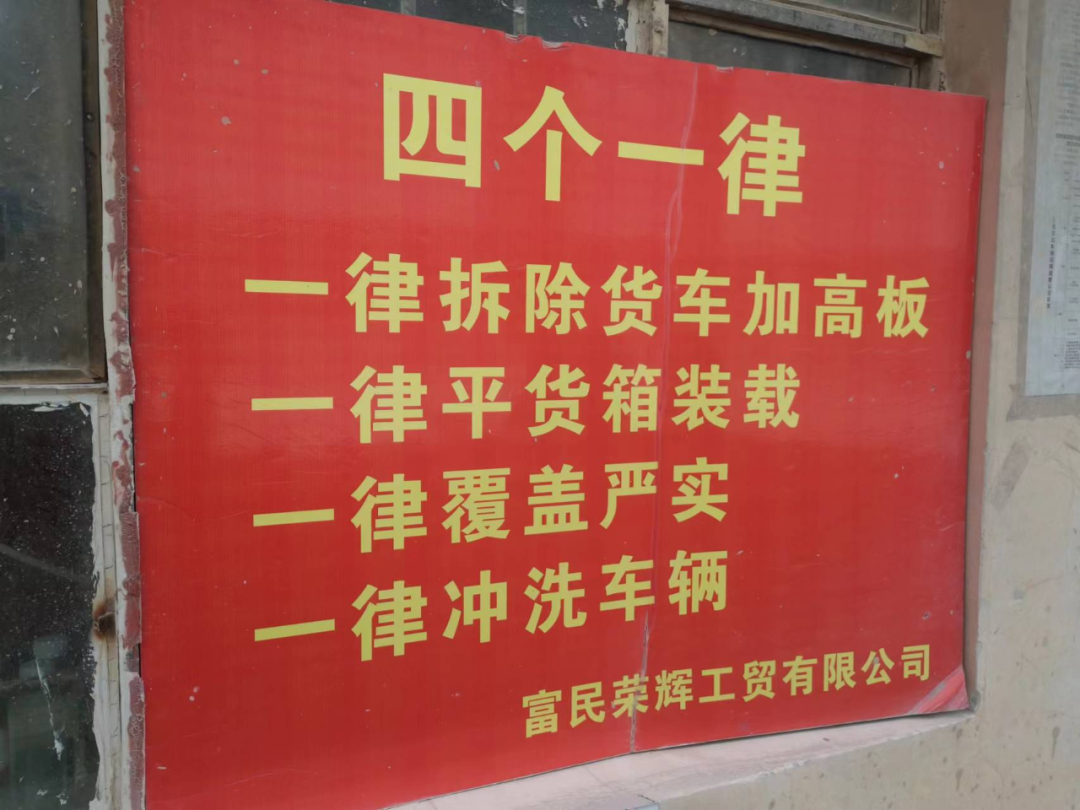 四个一律
一律拆除货车加高板
一律平货箱装载
一律覆盖严实
一律冲洗车辆
富民荣辉工贸有限公司